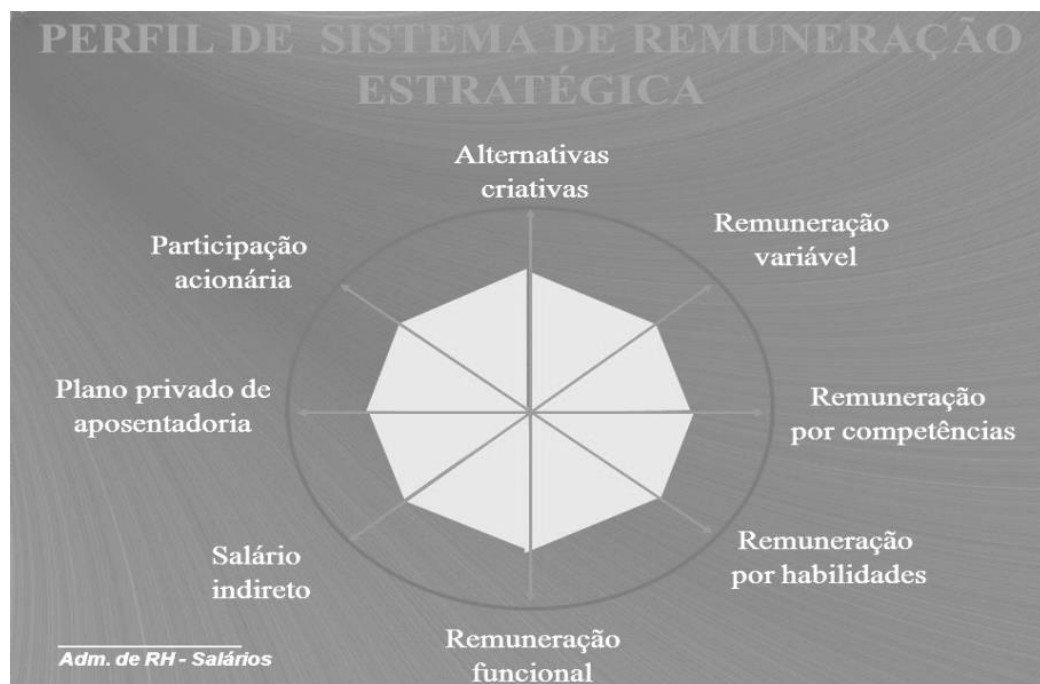 PERFIL DE SISTEMA DE REMUNERAÇÃO
ESTRATÉGICA
Alternativas
criativas
Remuneração
variável
Participação
acionária
Plano privado de
aposentadoria
Remuneração
por competências
Salário
indireto
Remuneração
por habilidades
Remuneração
funcional
Adm. de RH - Salários